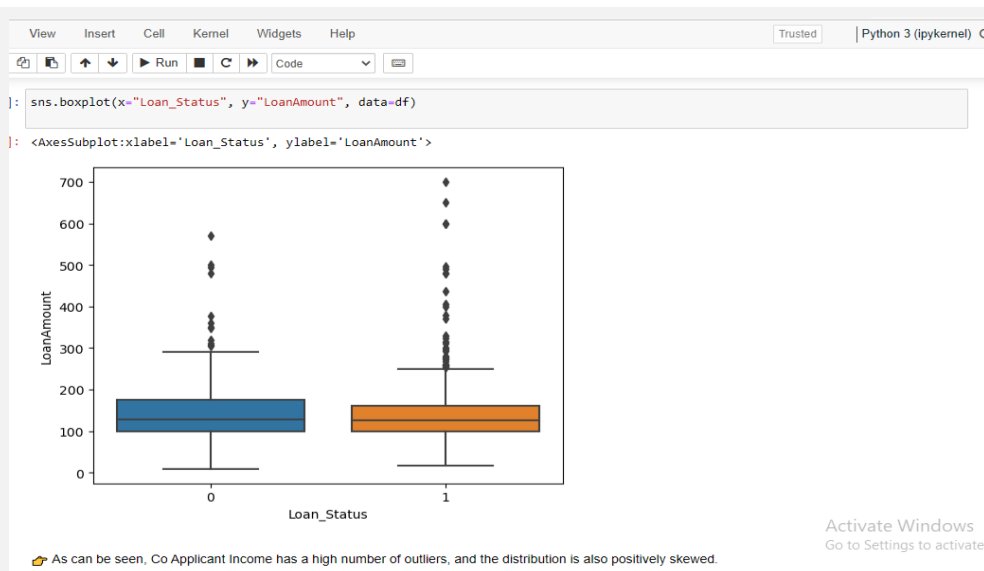 View Insert Cell Kernel Widgets Help Trusted Python 3 (ipykernel)
Run Code
]: sns.boxplot(x="Loan_Status", y="LoanAmount", data=df)
]: <AxesSubplot:xlabel='Loan_Status', ylabel='LoanAmount'>
700
600
500
400
300
200
100
0
LoanAmount
0 1
Loan_Status
Activate Windows
Go to Settings to activate
As can be seen, Co Applicant Income has a high number of outliers, and the distribution is also positively skewed.